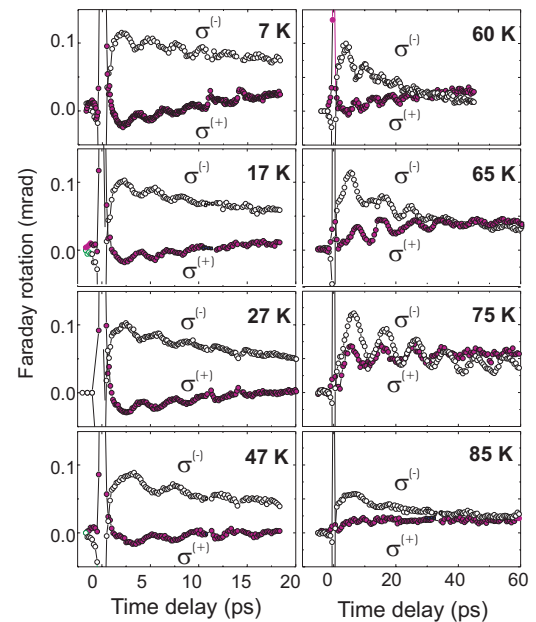 0.1
0.0
0.1
0.0
0.1
0.0
0.1
0.0
Faraday rotation (mrad)
7 K
σ(-)
σ(+)
17 K
σ(-)
σ(+)
27 K
σ(-)
σ(+)
47 K
σ(-)
σ(+)
0 5 10 15 20
Time delay (ps)
60 K
σ(-)
σ(+)
65 K
σ(-)
σ(+)
75 K
σ(-)
σ(+)
85 K
σ(-)
σ(+)
0 20 40 60
Time delay (ps)